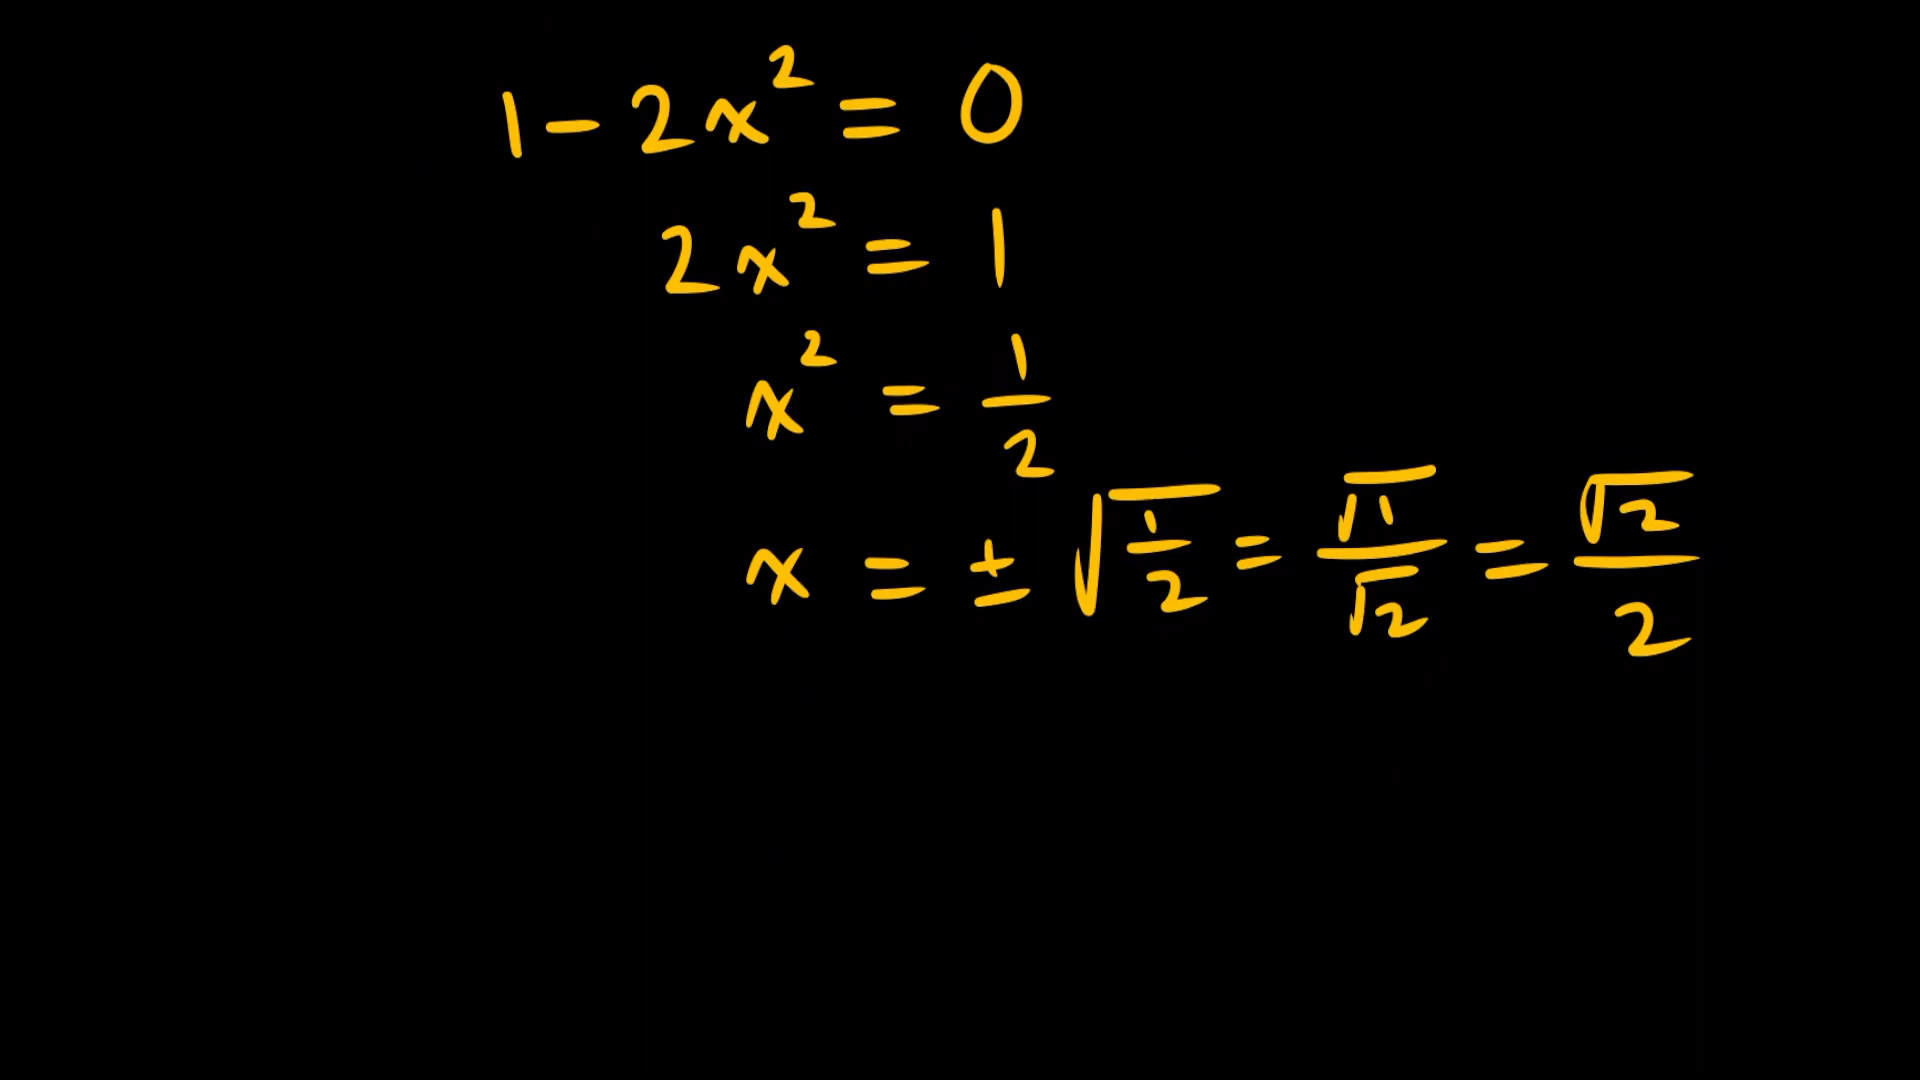 1 - 2x² = 0
2x² = 1
x² = 1/2
x = ± √(1/2) = √1/√2 = √2/2